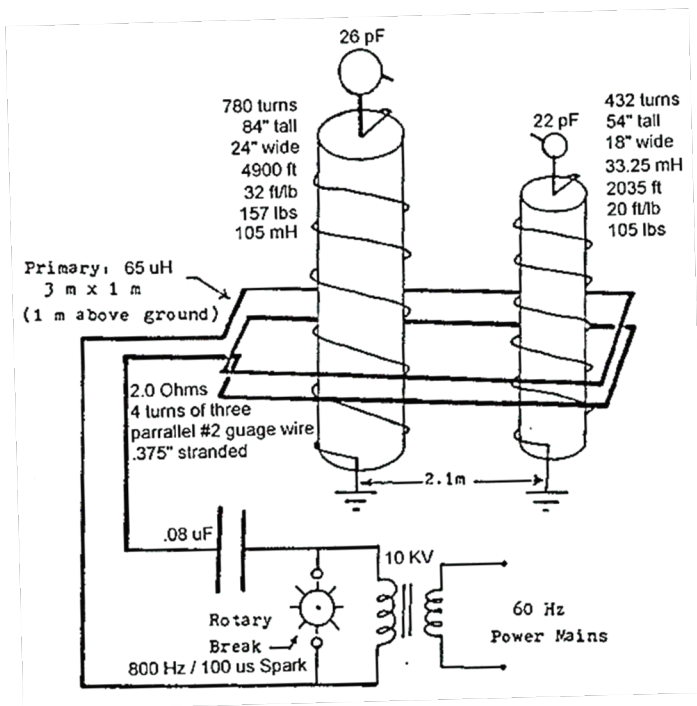 26 pF
780 turns
84" tall
24" wide
4900 ft
32 ft/lb
157 lbs
105 mH
22 pF
432 turns
54" tall
18" wide
33.25 mH
2035 ft
20 ft/lb
105 lbs
Primary: 65 uH
3 m x 1 m
(1 m above ground)
2.0 Ohms
4 turns of three
parrallel #2 guage wire
.375" stranded
2.1m
.08 uF
10 KV
Rotary
Break
800 Hz / 100 us Spark
60 Hz
Power Mains